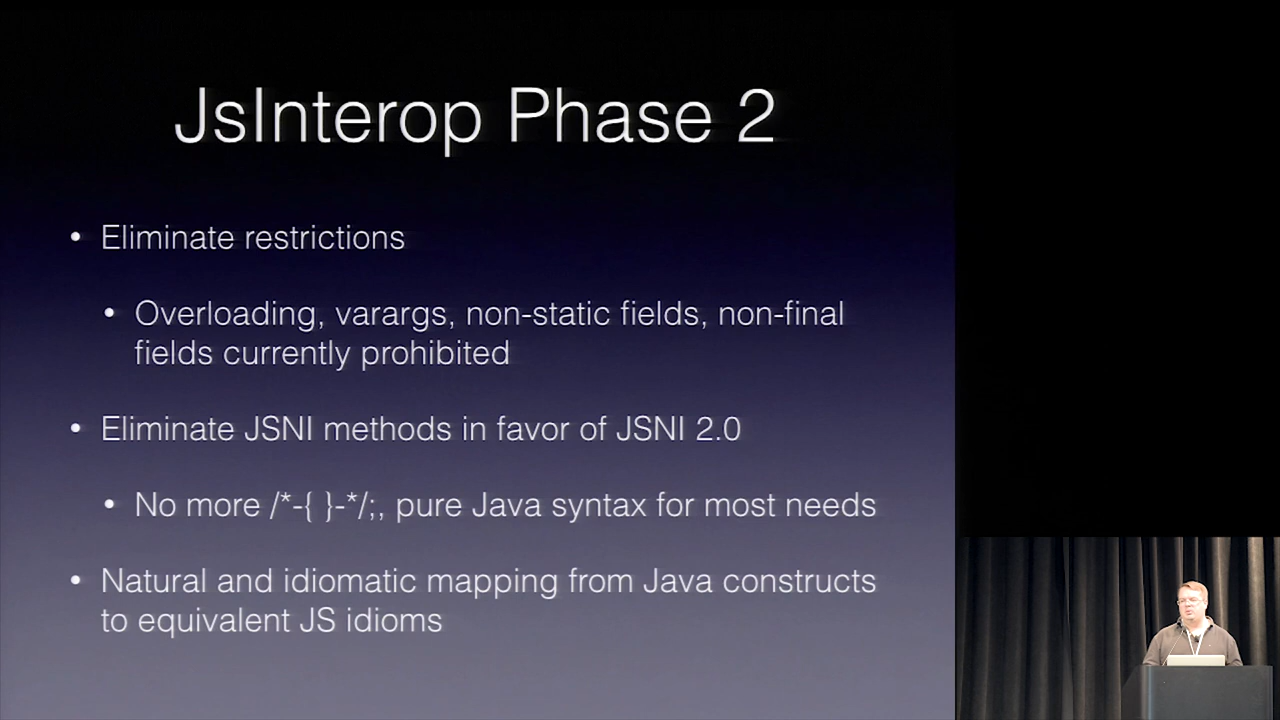 JsInterop Phase 2
• Eliminate restrictions
• Overloading, varargs, non-static fields, non-final
fields currently prohibited
• Eliminate JSNI methods in favor of JSNI 2.0
• No more /*-{ }-*/;, pure Java syntax for most needs
• Natural and idiomatic mapping from Java constructs
to equivalent JS idioms